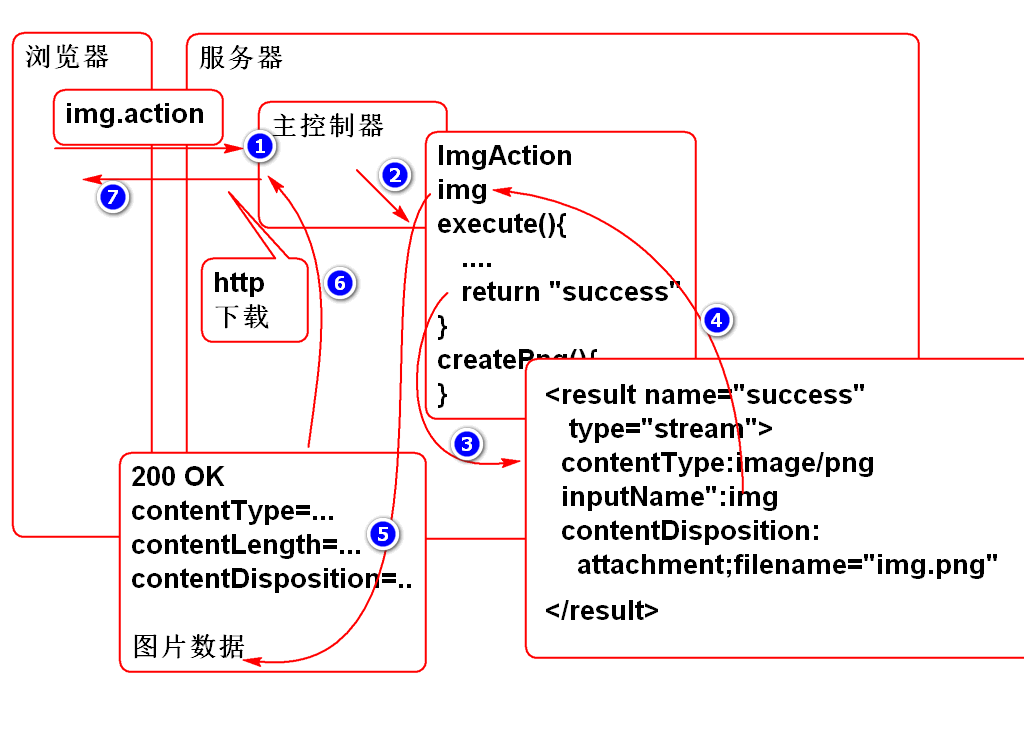 浏览器
服务器
img.action
主控制器
1
2
7
ImgAction
img
execute(){
....
return "success"
}
createPng(){
}
http
下载
6
4
3
<result name="success"
type="stream">
contentType:image/png
inputName":img
contentDisposition:
attachment;filename="img.png"
</result>
200 OK
contentType=...
contentLength=...
contentDisposition=..
5
图片数据